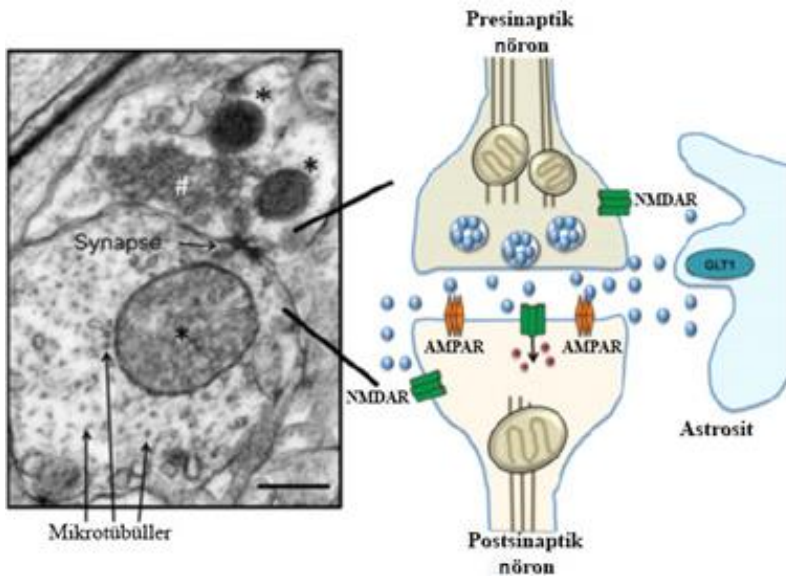 Presinaptik
nöron
*
*
#
NMDAR
Synapse
GLT1
*
AMPAR
AMPAR
NMDAR
Astrosit
Mikrotübüller
Postsinaptik
nöron